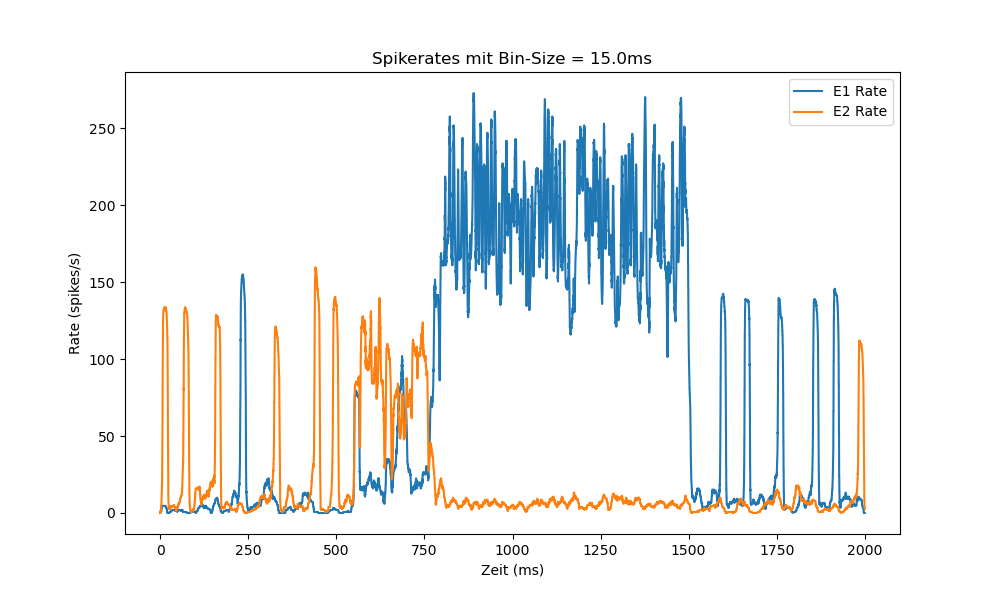 Spikerates mit Bin-Size = 15.0ms
E1 Rate
E2 Rate
Rate (spikes/s)
250
200
150
100
50
0
0 250 500 750 1000 1250 1500 1750 2000
Zeit (ms)